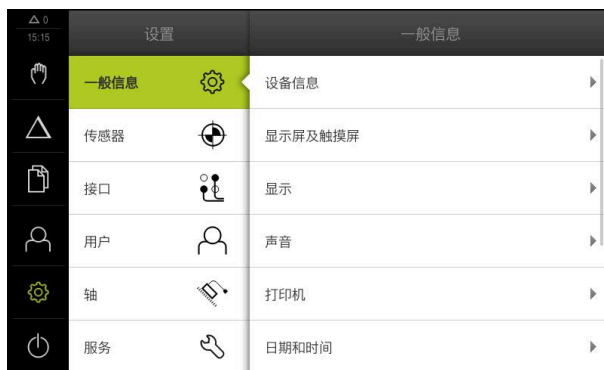 △ 0
15:15
设置
一般信息
一般信息
设备信息
传感器
显示屏及触摸屏
接口
显示
用户
声音
轴
打印机
服务
日期和时间